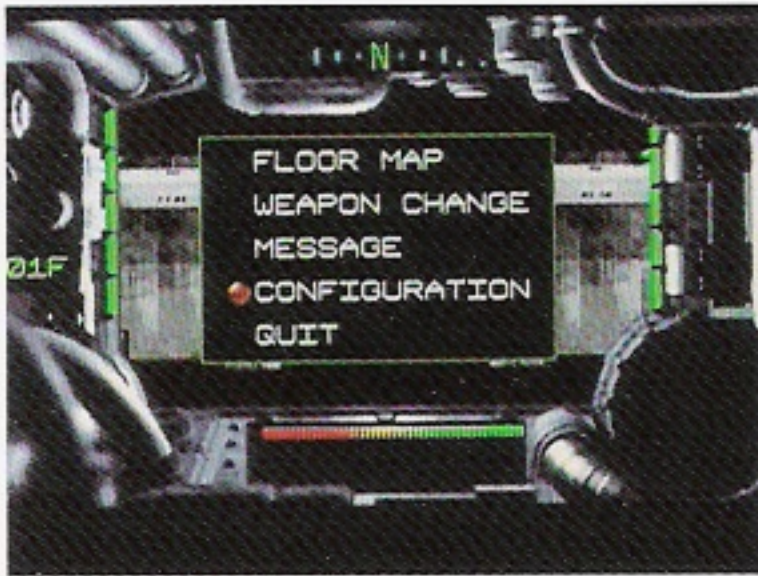 N
FLOOR MAP
WEAPON CHANGE
MESSAGE
01F
CONFIGURATION
QUIT